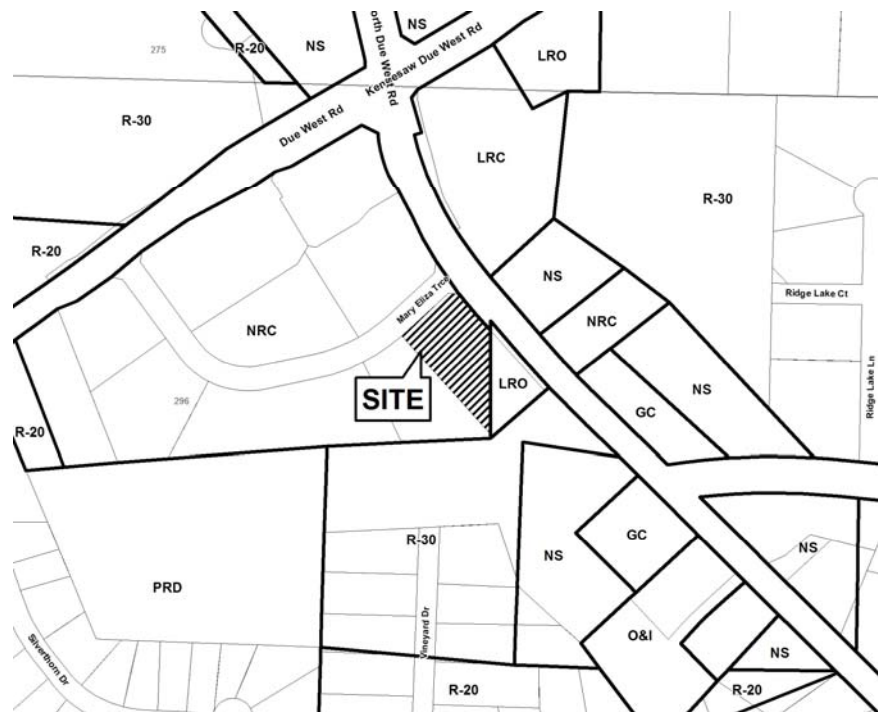 275
R-20
NS
North Due West Rd
NS
Kennesaw Due West Rd
LRO
R-30
Due West Rd
LRC
R-30
R-20
NS
Ridge Lake Ct
Mary Eliza Trce
NRC
NRC
NS
Ridge Lake Ln
SITE
LRO
GC
296
R-20
R-30
NS
GC
NS
PRD
Vineyard Dr
O&I
NS
Silverthorn Dr
R-20
R-20